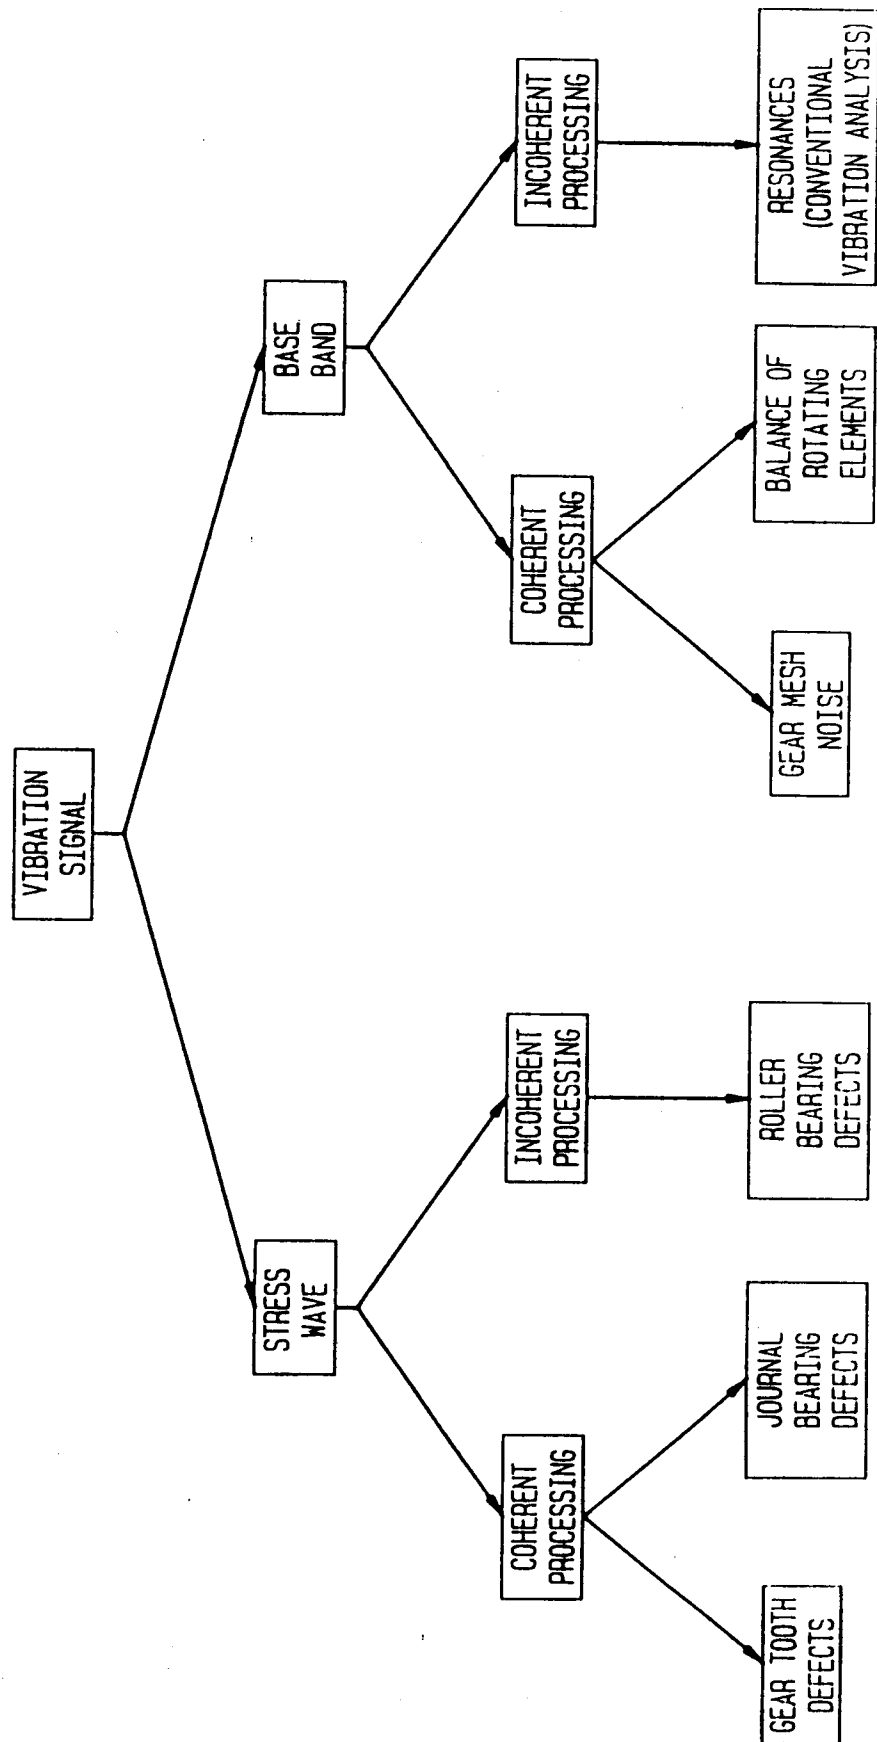 VIBRATION
SIGNAL
STRESS
WAVE
BASE
BAND
COHERENT
PROCESSING
INCOHERENT
PROCESSING
COHERENT
PROCESSING
INCOHERENT
PROCESSING
GEAR TOOTH
DEFECTS
JOURNAL
BEARING
DEFECTS
ROLLER
BEARING
DEFECTS
GEAR MESH
NOISE
BALANCE OF
ROTATING
ELEMENTS
RESONANCES
(CONVENTIONAL
VIBRATION ANALYSIS)